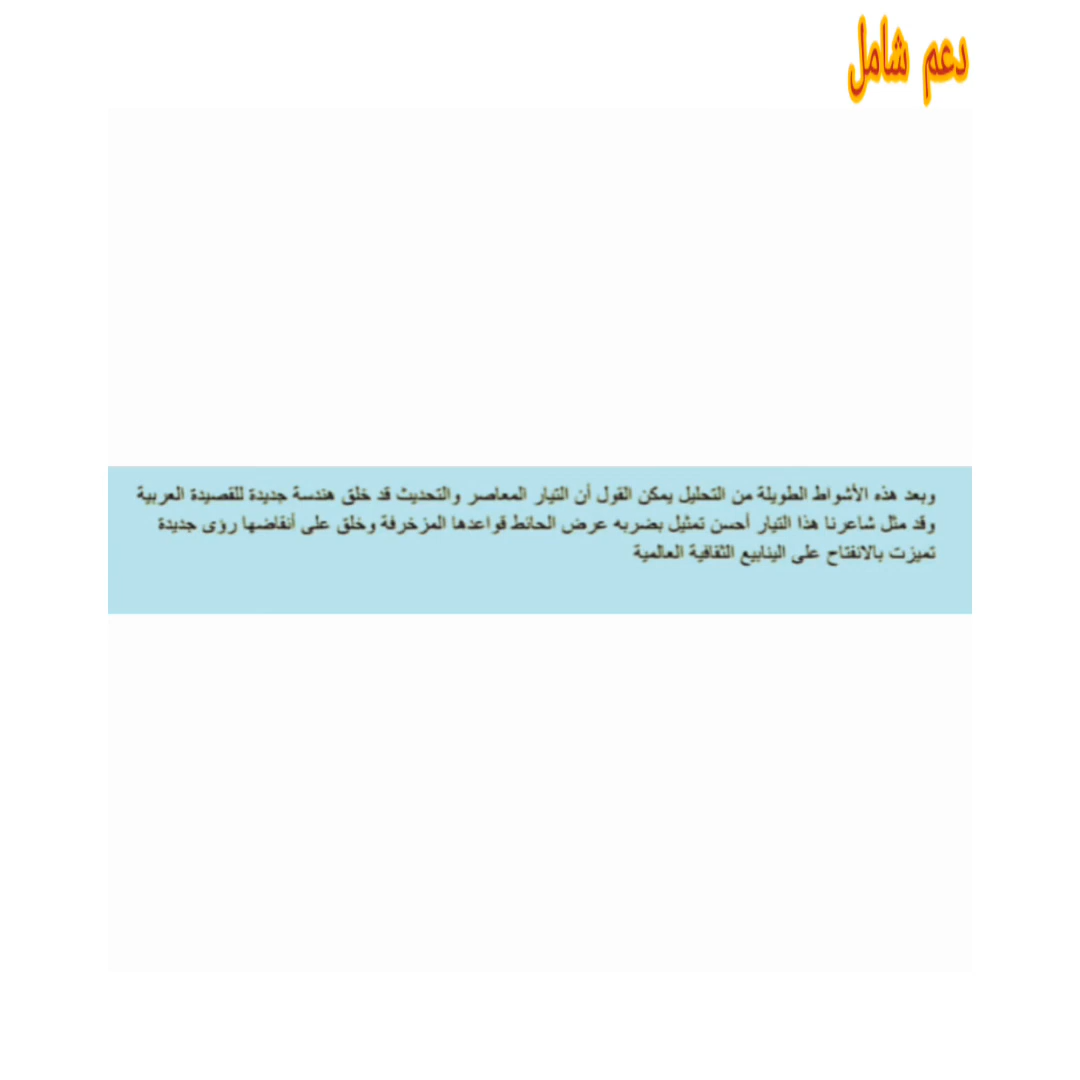 دعم شامل
وبعد هذه الأشواط الطويلة من التحليل يمكن القول أن التيار المعاصر والتحديث قد خلق هندسة جديدة للقصيدة العربية
وقد مثل شاعرنا هذا التيار أحسن تمثيل بضربه عرض الحائط قواعدها المزخرفة وخلق على أنقاضها رؤى جديدة
تميزت بالانفتاح على الينابيع الثقافية العالمية